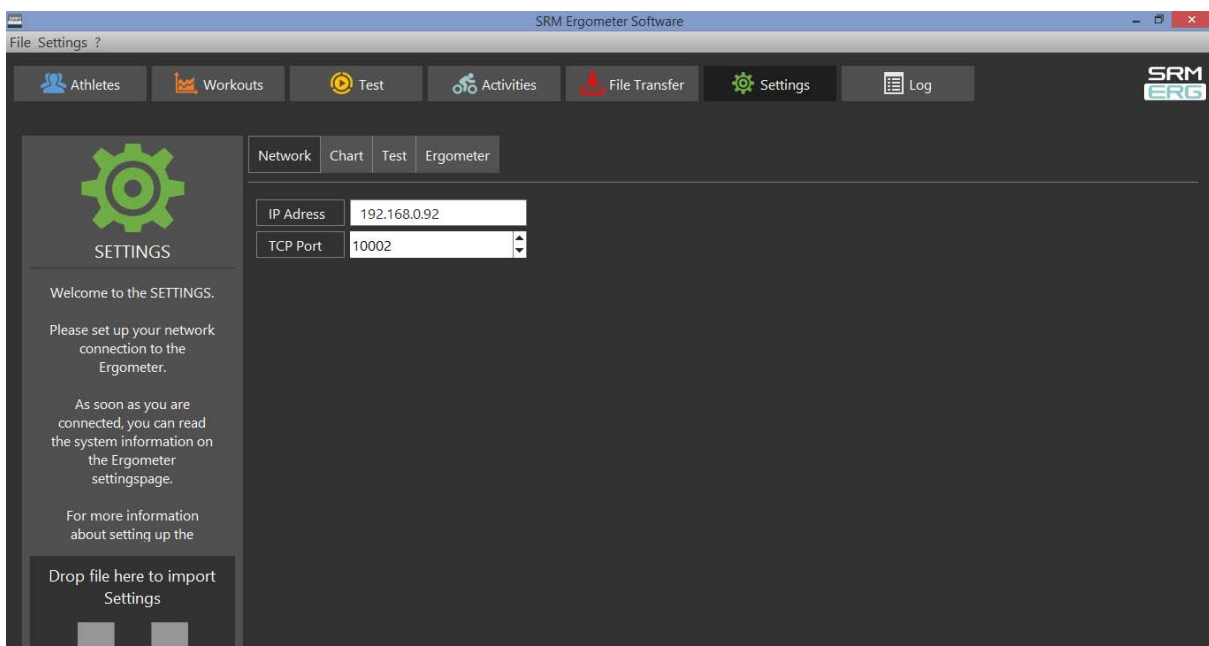 SRM Ergometer Software
File Settings ?
Athletes Workouts Test Activities File Transfer Settings Log
SRM
ERG
Network Chart Test Ergometer
IP Adress 192.168.0.92
TCP Port 10002
SETTINGS
Welcome to the SETTINGS.
Please set up your network
connection to the
Ergometer.
As soon as you are
connected, you can read
the system information on
the Ergometer
settingspage.
For more information
about setting up the
Drop file here to import
Settings